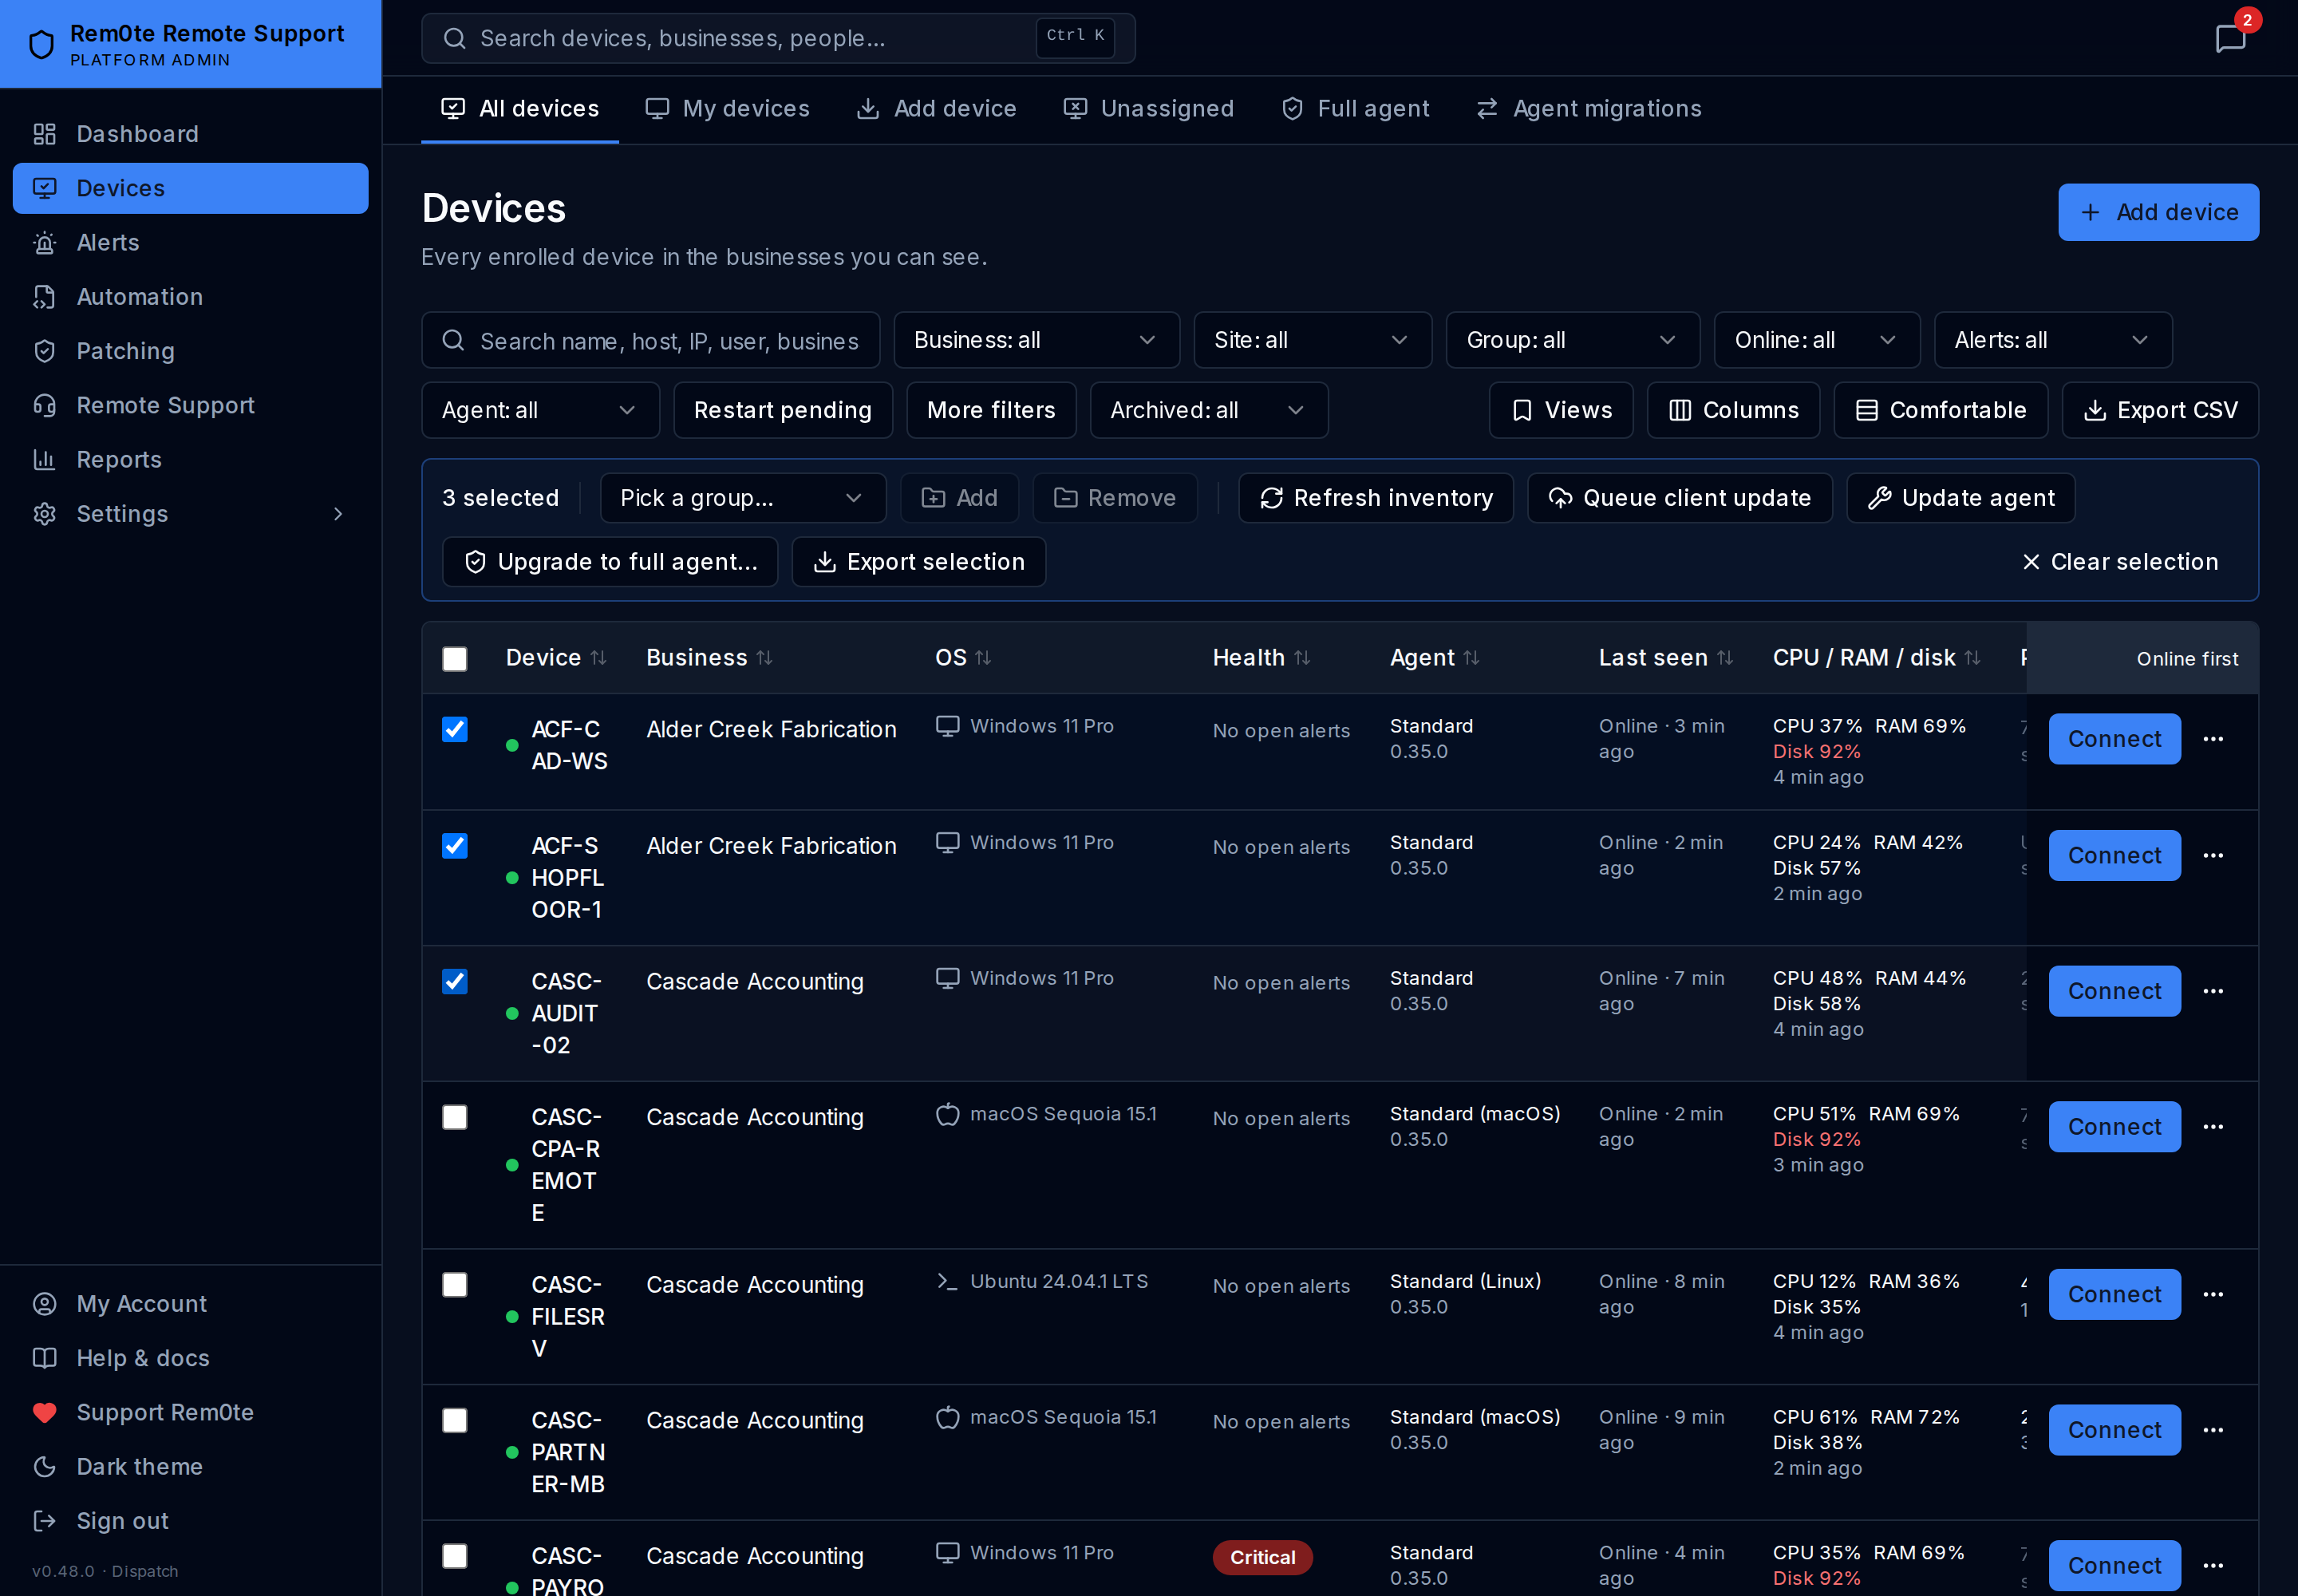 Rem0te Remote Support
PLATFORM ADMIN
Dashboard
Devices
Alerts
Automation
Patching
Remote Support
Reports
Settings
My Account
Help & docs
Support Rem0te
Dark theme
Sign out
v0.48.0 · Dispatch
Search devices, businesses, people...
Ctrl K
2
All devices
My devices
Add device
Unassigned
Full agent
Agent migrations
Devices
Add device
Every enrolled device in the businesses you can see.
Search name, host, IP, user, busines
Business: all
Site: all
Group: all
Online: all
Alerts: all
Agent: all
Restart pending
More filters
Archived: all
Views
Columns
Comfortable
Export CSV
3 selected
Pick a group...
Add
Remove
Refresh inventory
Queue client update
Update agent
Upgrade to full agent...
Export selection
Clear selection
Device
Business
OS
Health
Agent
Last seen
CPU / RAM / disk
Online first
ACF-C
AD-WS
Alder Creek Fabrication
Windows 11 Pro
No open alerts
Standard
0.35.0
Online · 3 min
ago
CPU 37% RAM 69%
Disk 92%
4 min ago
Connect
ACF-S
HOPFL
OOR-1
Alder Creek Fabrication
Windows 11 Pro
No open alerts
Standard
0.35.0
Online · 2 min
ago
CPU 24% RAM 42%
Disk 57%
2 min ago
Connect
CASC-
AUDIT
-02
Cascade Accounting
Windows 11 Pro
No open alerts
Standard
0.35.0
Online · 7 min
ago
CPU 48% RAM 44%
Disk 58%
4 min ago
Connect
CASC-
CPA-R
EMOT
E
Cascade Accounting
macOS Sequoia 15.1
No open alerts
Standard (macOS)
0.35.0
Online · 2 min
ago
CPU 51% RAM 69%
Disk 92%
3 min ago
Connect
CASC-
FILESR
V
Cascade Accounting
Ubuntu 24.04.1 LTS
No open alerts
Standard (Linux)
0.35.0
Online · 8 min
ago
CPU 12% RAM 36%
Disk 35%
4 min ago
Connect
CASC-
PARTN
ER-MB
Cascade Accounting
macOS Sequoia 15.1
No open alerts
Standard (macOS)
0.35.0
Online · 9 min
ago
CPU 61% RAM 72%
Disk 38%
2 min ago
Connect
CASC-
PAYRO
Cascade Accounting
Windows 11 Pro
Critical
Standard
0.35.0
Online · 4 min
ago
CPU 35% RAM 69%
Disk 92%
Connect